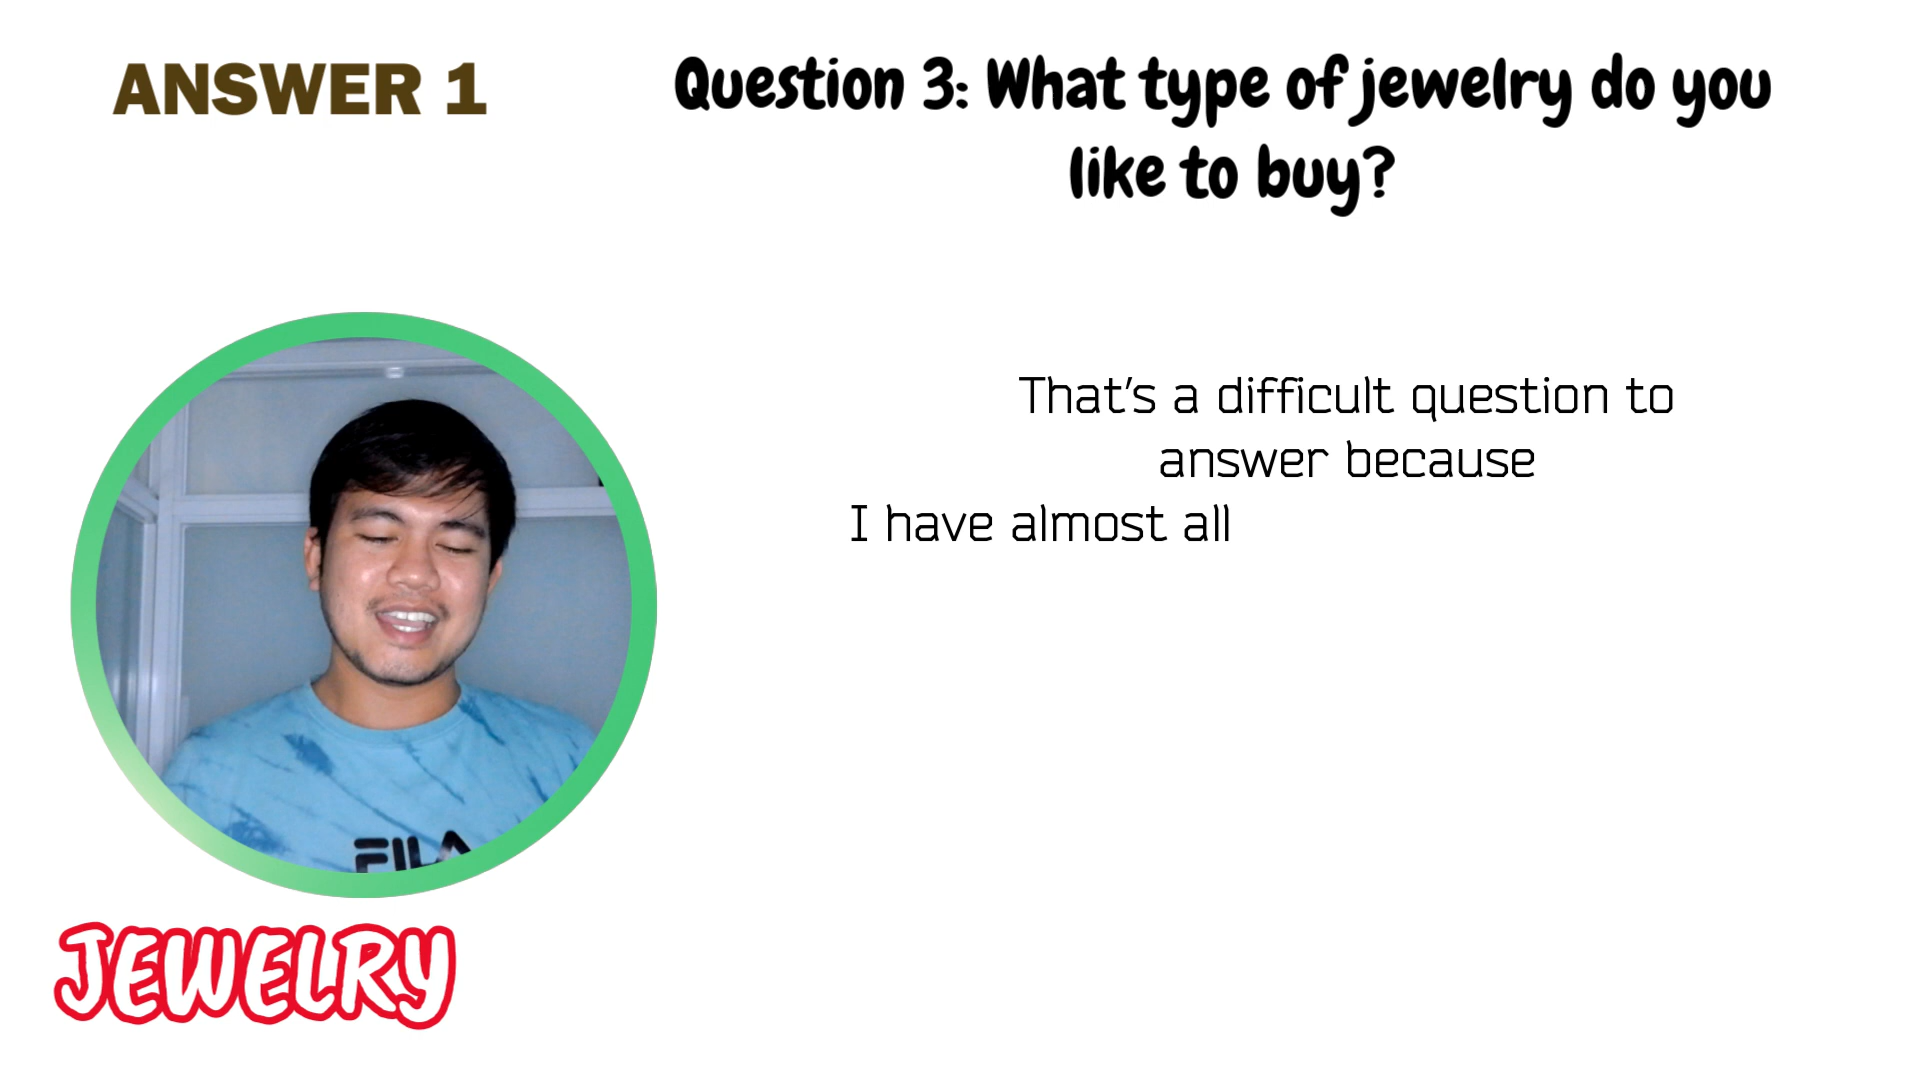 ANSWER 1
Question 3: What type of jewelry do you
like to buy?
That's a difficult question to
answer because
I have almost all
FILA
JEWELRY